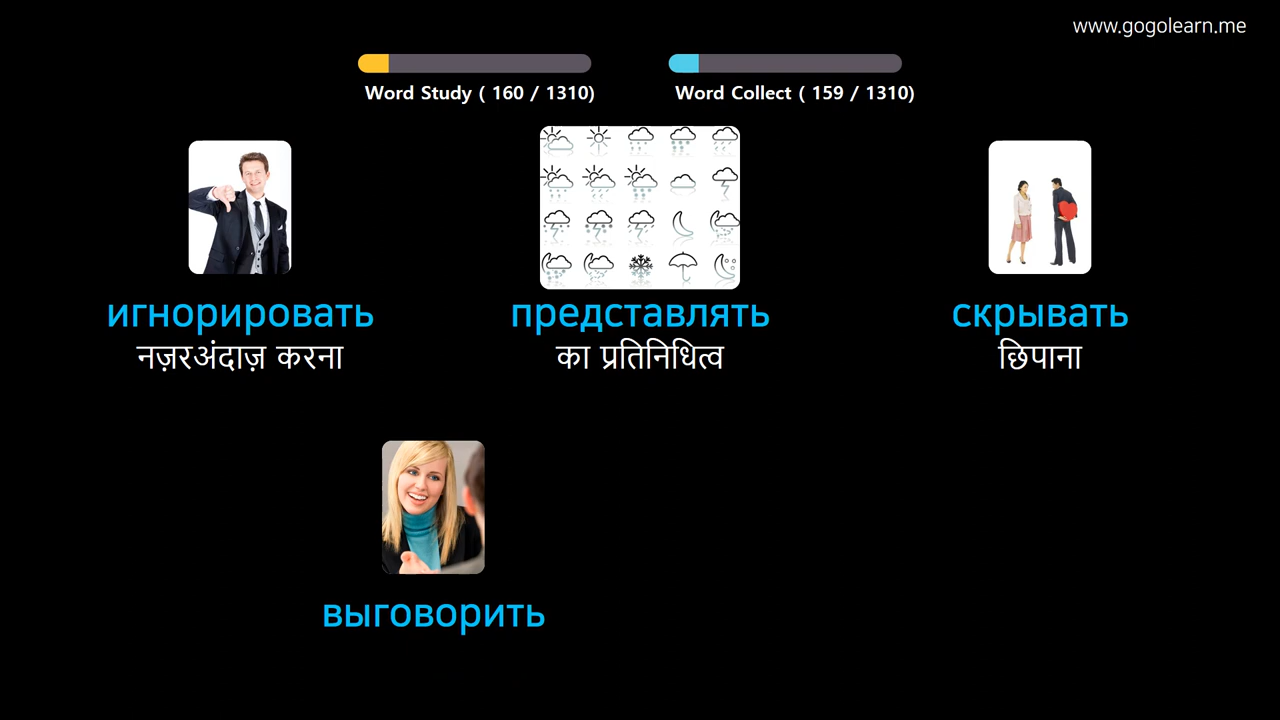 www.gogolearn.me
Word Study ( 160 / 1310)
Word Collect ( 159 / 1310)
игнорировать
नज़रअंदाज़ करना
представлять
का प्रतिनिधित्व
скрывать
छिपाना
выговорить